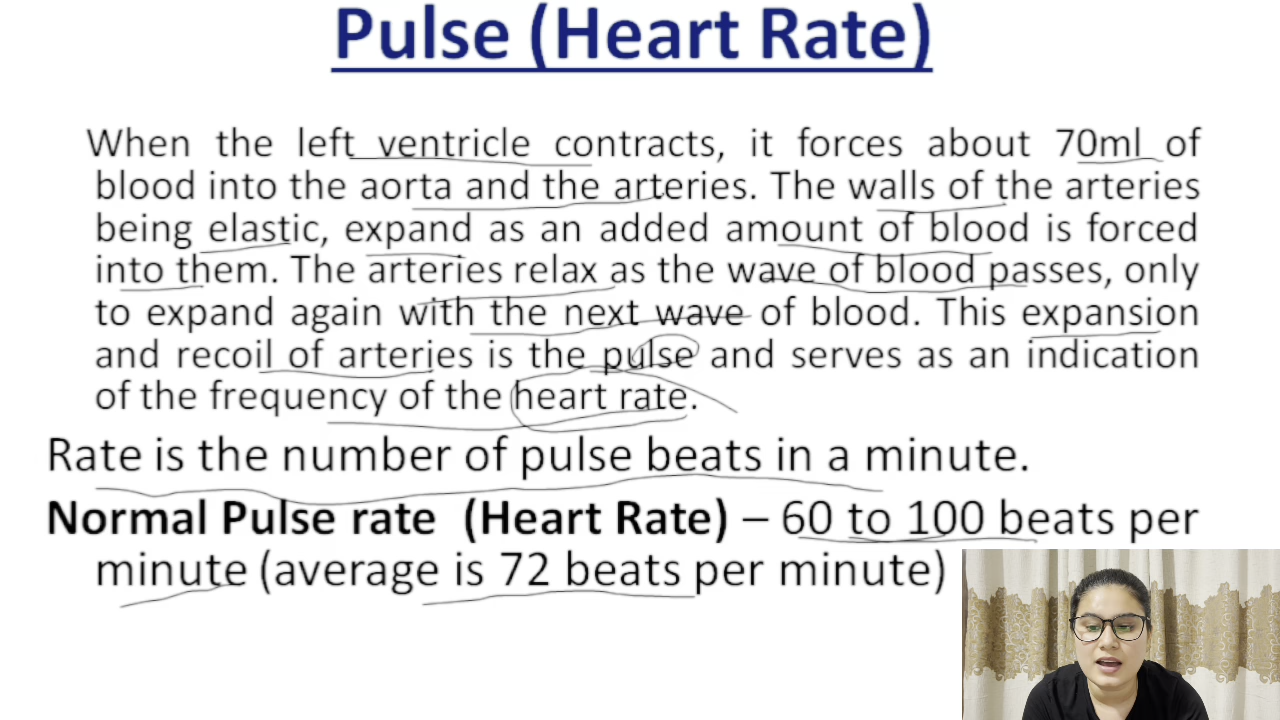 Pulse (Heart Rate)
When the left ventricle contracts, it forces about 70ml of
blood into the aorta and the arteries. The walls of the arteries
being elastic, expand as an added amount of blood is forced
into them. The arteries relax as the wave of blood passes, only
to expand again with the next wave of blood. This expansion
and recoil of arteries is the pulse and serves as an indication
of the frequency of the heart rate.
Rate is the number of pulse beats in a minute.
Normal Pulse rate (Heart Rate) – 60 to 100 beats per
minute (average is 72 beats per minute)